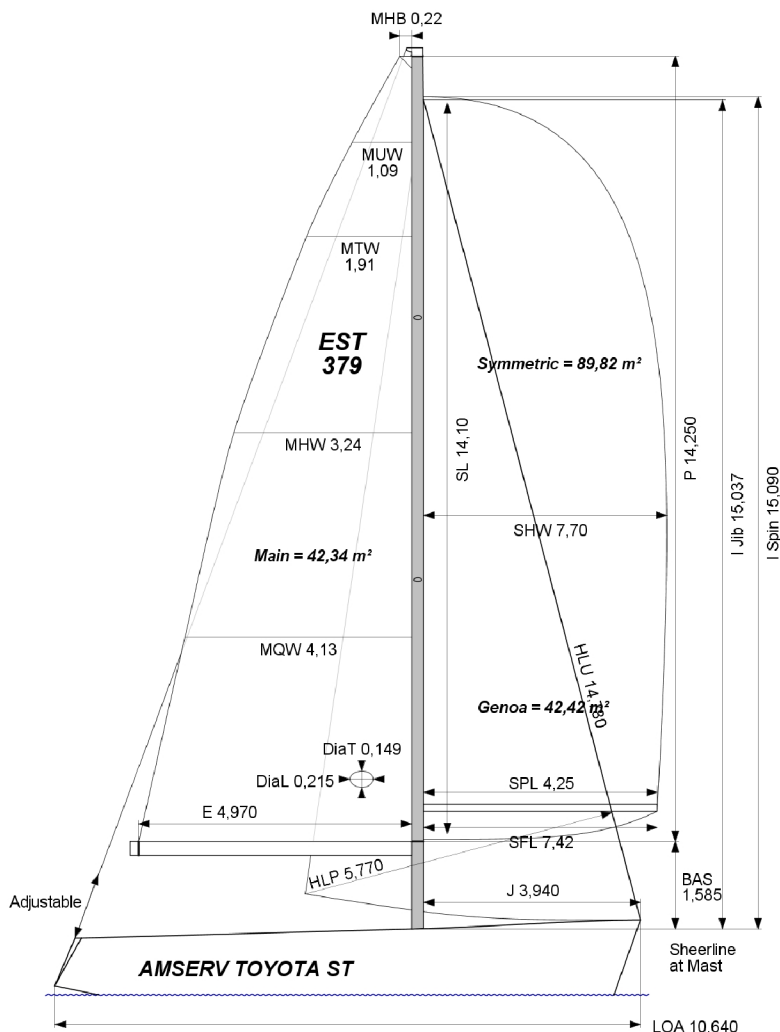 MHB 0,22
MUW
1,09
MTW
1,91
EST
379
Symmetric = 89,82 m²
SL 14,10
P 14,250
I Jib 15,037
I Spin 15,090
MHW 3,24
SHW 7,70
Main = 42,34 m²
MQW 4,13
HLU
Genoa = 42,42 m²
DiaT 0,149
DiaL 0,215
SPL 4,25
E 4,970
SFL 7,42
HLP 5,770
BAS
1,585
J 3,940
Adjustable
Sheerline
at Mast
AMSERV TOYOTA ST
LOA 10,640